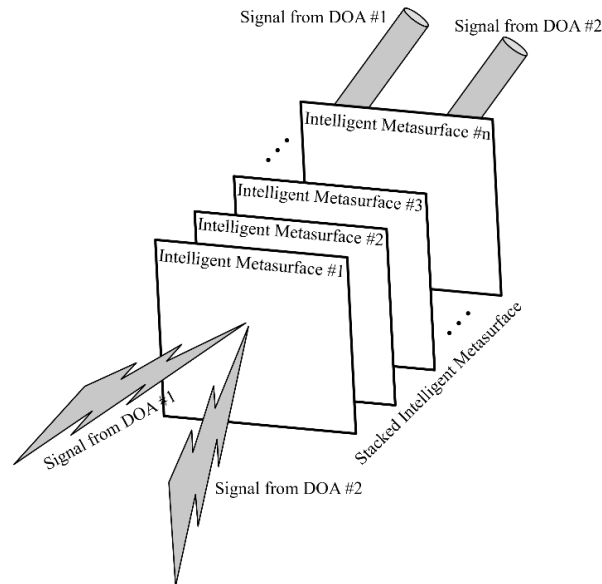 Signal from DOA #1
Signal from DOA #2
Intelligent Metasurface #n
Intelligent Metasurface #3
Intelligent Metasurface #2
Intelligent Metasurface #1
Stacked Intelligent Metasurface
Signal from DOA #1
Signal from DOA #2